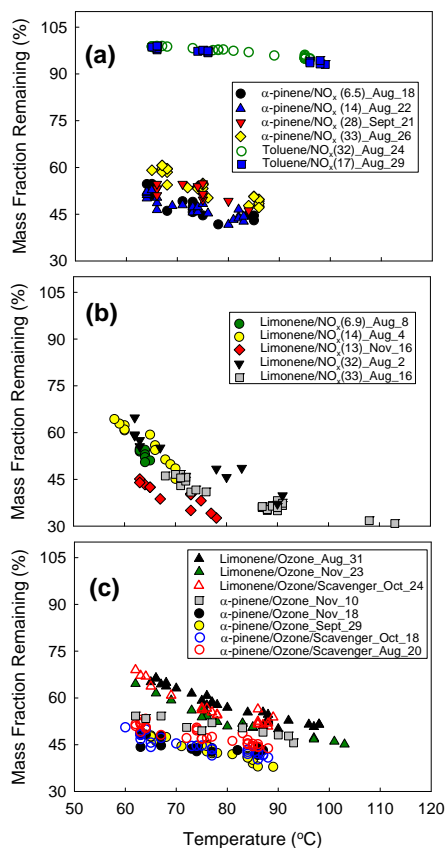 (a)
105
90
75
60
45
30
Mass Fraction Remaining (%)
α-pinene/NOx (6.5)_Aug_18
α-pinene/NOx (14)_Aug_22
α-pinene/NOx (28)_Sept_21
α-pinene/NOx (33)_Aug_26
Toluene/NOx(32)_Aug_24
Toluene/NOx(17)_Aug_29
(b)
105
90
75
60
45
30
Mass Fraction Remaining (%)
Limonene/NOx(6.9)_Aug_8
Limonene/NOx(14)_Aug_4
Limonene/NOx(13)_Nov_16
Limonene/NOx(32)_Aug_2
Limonene/NOx(33)_Aug_16
(c)
105
90
75
60
45
30
Mass Fraction Remaining (%)
Limonene/Ozone_Aug_31
Limonene/Ozone_Nov_23
Limonene/Ozone/Scavenger_Oct_24
α-pinene/Ozone_Nov_10
α-pinene/Ozone_Nov_18
α-pinene/Ozone_Sept_29
α-pinene/Ozone/Scavenger_Oct_18
α-pinene/Ozone/Scavenger_Aug_20
50 60 70 80 90 100 110 120
Temperature (oC)